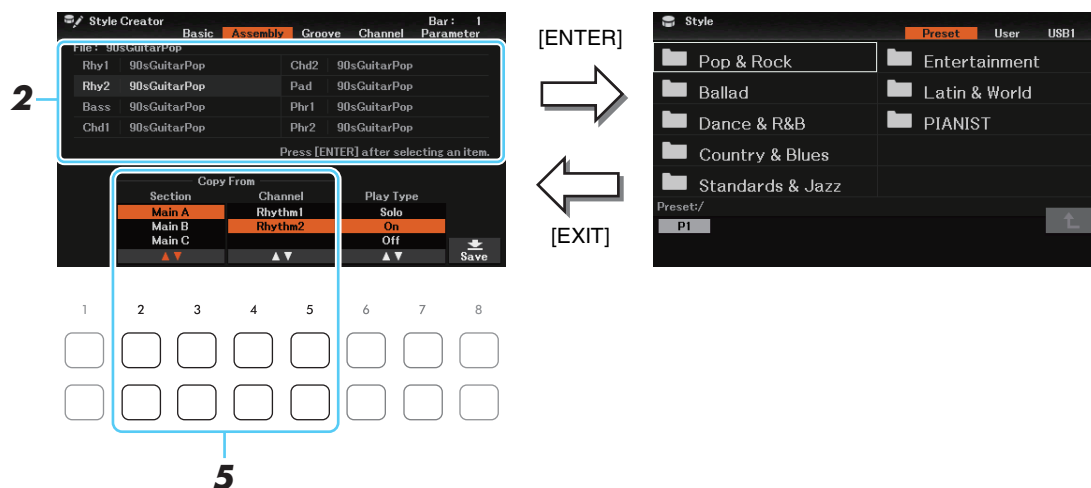 Style Creator
Bar : 1
Basic Assembly Groove Channel Parameter
File : 90sGuitarPop
Rhy1 90sGuitarPop Chd2 90sGuitarPop
Rhy2 90sGuitarPop Pad 90sGuitarPop
Bass 90sGuitarPop Phr1 90sGuitarPop
Chd1 90sGuitarPop Phr2 90sGuitarPop
Press [ENTER] after selecting an item.
Copy From
Section Channel Play Type
Main A Rhythm1 Solo
Main B Rhythm2 On
Main C Off
Save
2
1 2 3 4 5 6 7 8
5
[ENTER]
[EXIT]
Style
Preset User USB1
Pop & Rock Entertainment
Ballad Latin & World
Dance & R&B PIANIST
Country & Blues
Standards & Jazz
Preset:/
P1